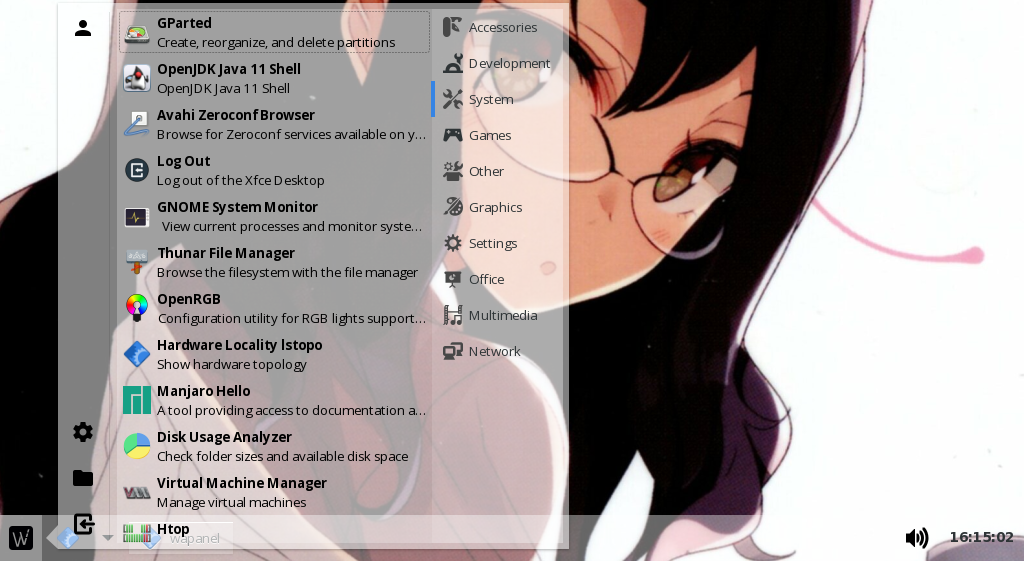 GParted
Create, reorganize, and delete partitions
OpenJDK Java 11 Shell
OpenJDK Java 11 Shell
Avahi Zeroconf Browser
Browse for Zeroconf services available on y...
Log Out
Log out of the Xfce Desktop
GNOME System Monitor
View current processes and monitor syste...
Thunar File Manager
Browse the filesystem with the file manager
OpenRGB
Configuration utility for RGB lights support...
Hardware Locality lstopo
Show hardware topology
Manjaro Hello
A tool providing access to documentation a...
Disk Usage Analyzer
Check folder sizes and available disk space
Virtual Machine Manager
Manage virtual machines
Htop
Accessories
Development
System
Games
Other
Graphics
Settings
Office
Multimedia
Network
W
wapanel
16:15:02